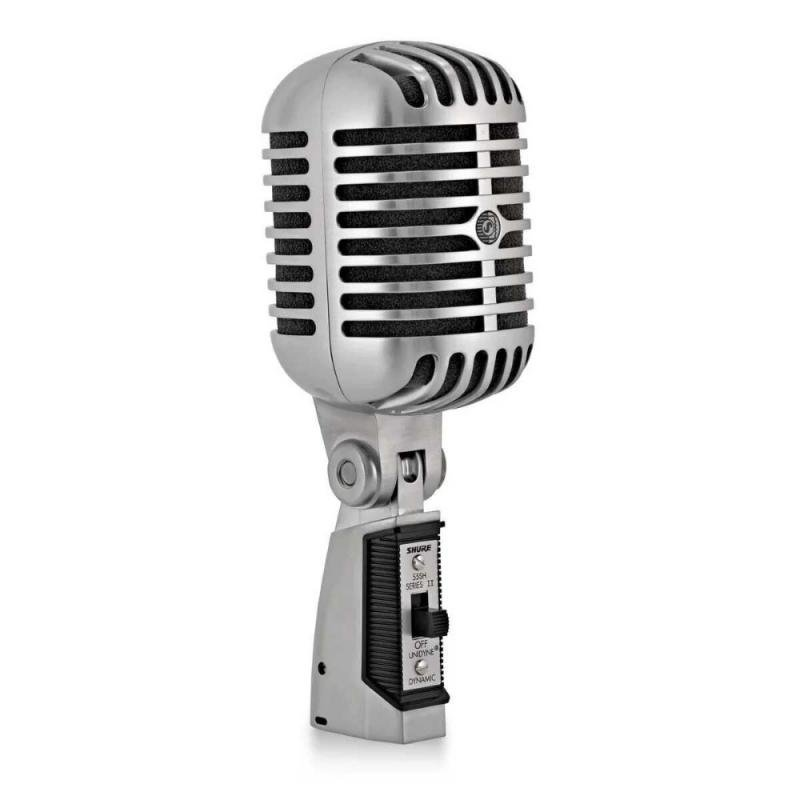 SHURE
55SH
SERIES II
OFF
UNIDYNE®
DYNAMIC